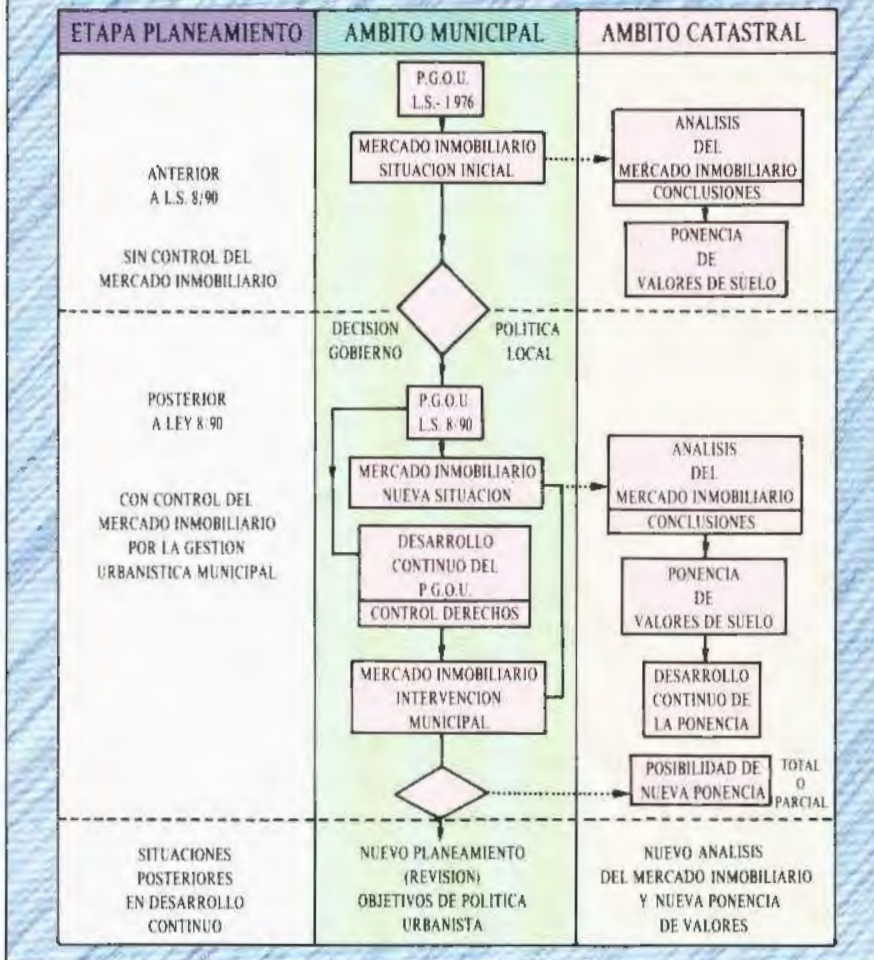 ETAPA PLANEAMIENTO
AMBITO MUNICIPAL
AMBITO CATASTRAL
ANTERIOR
A L.S. 8/90
SIN CONTROL DEL
MERCADO INMOBILIARIO
P.G.O.U.
L.S.- 1976
MERCADO INMOBILIARIO
SITUACION INICIAL
ANALISIS
DEL
MERCADO INMOBILIARIO
CONCLUSIONES
PONENCIA
DE
VALORES DE SUELO
DECISION
GOBIERNO
POLITICA
LOCAL
POSTERIOR
A LEY 8/90
CON CONTROL DEL
MERCADO INMOBILIARIO
POR LA GESTION
URBANISTICA MUNICIPAL
P.G.O.U.
L.S. 8/90
MERCADO INMOBILIARIO
NUEVA SITUACION
DESARROLLO
CONTINUO DEL
P.G.O.U.
CONTROL DERECHOS
MERCADO INMOBILIARIO
INTERVENCION
MUNICIPAL
ANALISIS
DEL
MERCADO INMOBILIARIO
CONCLUSIONES
PONENCIA
DE
VALORES DE SUELO
DESARROLLO
CONTINUO DE
LA PONENCIA
POSIBILIDAD DE
NUEVA PONENCIA
TOTAL
O
PARCIAL
SITUACIONES
POSTERIORES
EN DESARROLLO
CONTINUO
NUEVO PLANEAMIENTO
(REVISION)
OBJETIVOS DE POLITICA
URBANISTA
NUEVO ANALISIS
DEL MERCADO INMOBILIARIO
Y NUEVA PONENCIA
DE VALORES